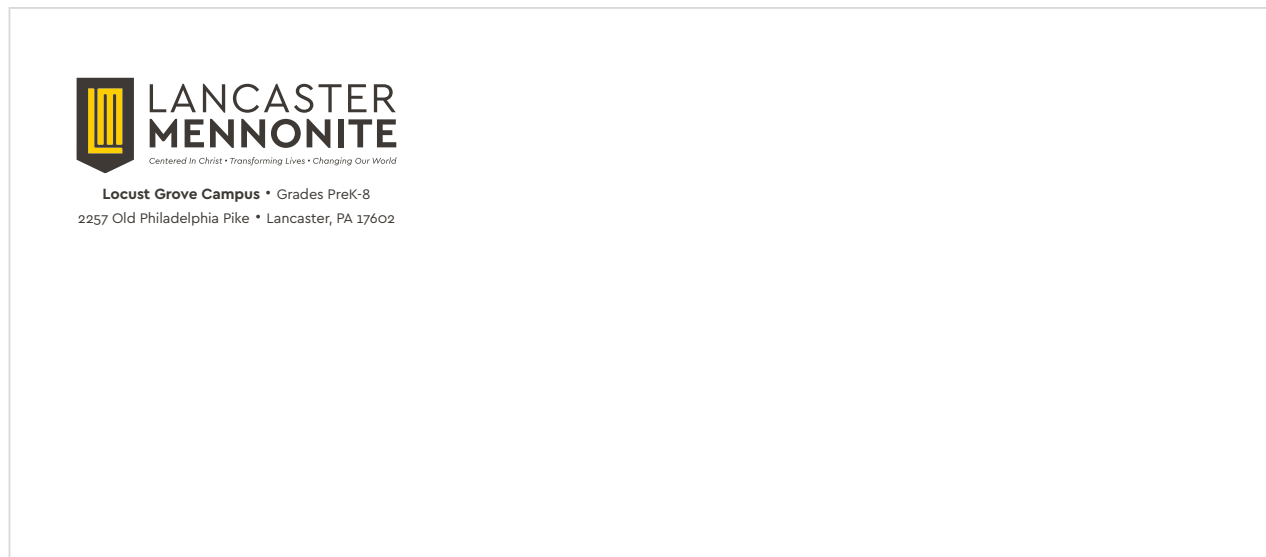 LANCASTER
MENNONITE
Centered In Christ • Transforming Lives • Changing Our World
Locust Grove Campus • Grades PreK-8
2257 Old Philadelphia Pike • Lancaster, PA 17602